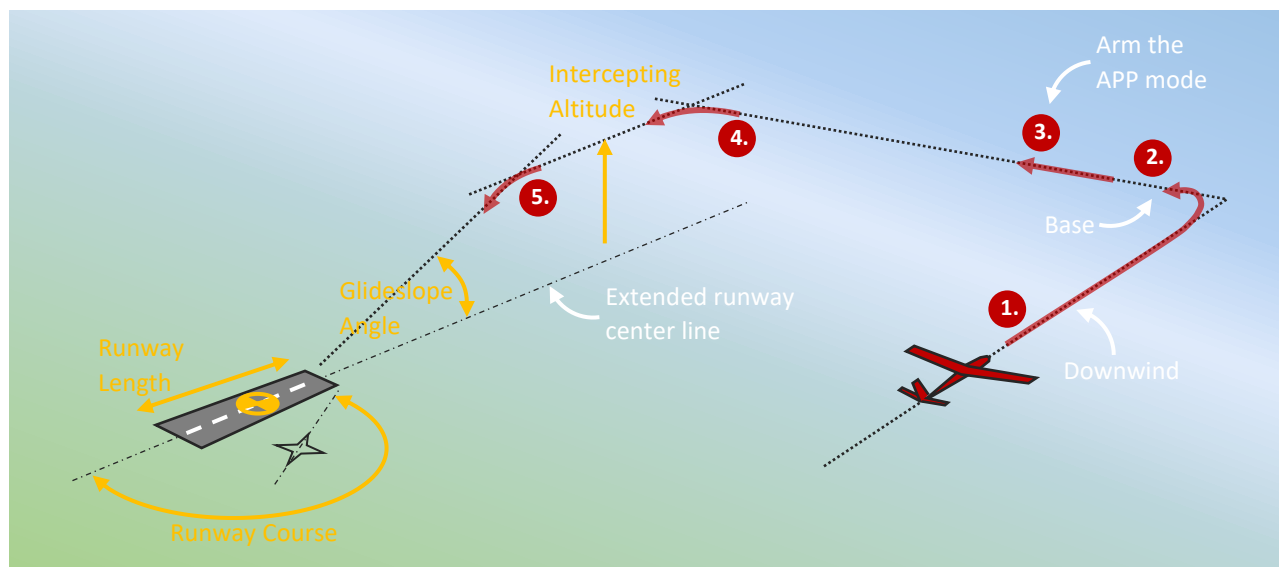 Arm the
APP mode
Intercepting
Altitude
4.
3.
2.
5.
Base
Glideslope
Angle
Extended runway
center line
1.
Runway
Length
Downwind
Runway Course